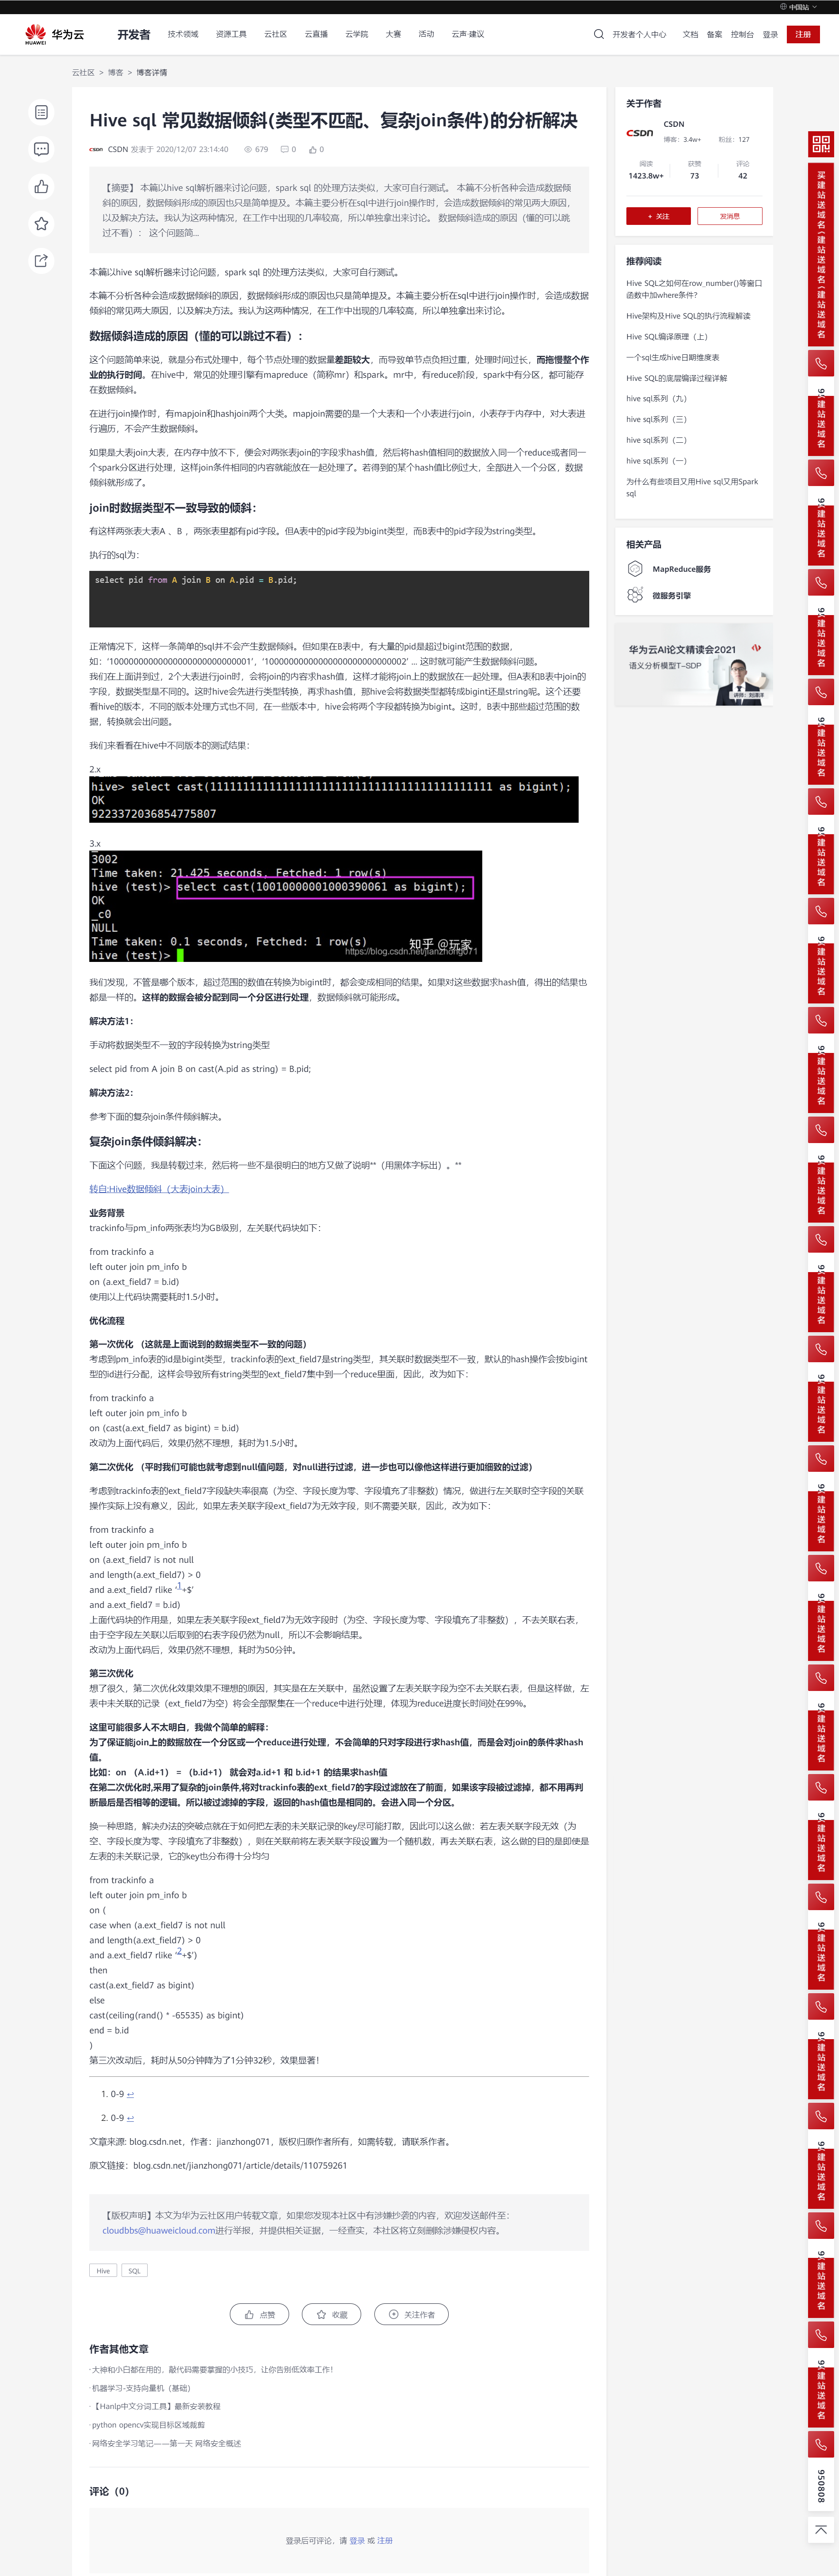 中国站
HUAWEI
华为云
开发者
技术领域
资源工具
云社区
云直播
云学院
大赛
活动
云声·建议
开发者个人中心
文档
备案
控制台
登录
注册
云社区 > 博客 > 博客详情
Hive sql 常见数据倾斜(类型不匹配、复杂join条件)的分析解决
CSDN 发表于 2020/12/07 23:14:40
679
0
0
【摘要】 本篇以hive sql解析器来讨论问题，spark sql 的处理方法类似，大家可自行测试。 本篇不分析各种会造成数据倾
斜的原因，数据倾斜形成的原因也只是简单提及。本篇主要分析在sql中进行join操作时，会造成数据倾斜的常见两大原因，
以及解决方法。我认为这两种情况，在工作中出现的几率较高，所以单独拿出来讨论。 数据倾斜造成的原因（懂的可以跳
过不看）： 这个问题简...
本篇以hive sql解析器来讨论问题，spark sql 的处理方法类似，大家可自行测试。
本篇不分析各种会造成数据倾斜的原因，数据倾斜形成的原因也只是简单提及。本篇主要分析在sql中进行join操作时，会造成数据
倾斜的常见两大原因，以及解决方法。我认为这两种情况，在工作中出现的几率较高，所以单独拿出来讨论。
数据倾斜造成的原因（懂的可以跳过不看）：
这个问题简单来说，就是分布式处理中，每个节点处理的数据量差距较大，而导致单节点负担过重，处理时间过长，而拖慢整个作
业的执行时间。在hive中，常见的处理引擎有mapreduce（简称mr）和spark。mr中，有reduce阶段，spark中有分区，都可能存
在数据倾斜。
在进行join操作时，有mapjoin和hashjoin两个大类。mapjoin需要的是一个大表和一个小表进行join，小表存于内存中，对大表进
行遍历，不会产生数据倾斜。
如果是大表join大表，在内存中放不下，便会对两张表join的字段求hash值，然后将hash值相同的数据放入同一个reduce或者同一
个spark分区进行处理，这样join条件相同的内容就能放在一起处理了。若得到的某个hash值比例过大，全部进入一个分区，数据
倾斜就形成了。
join时数据类型不一致导致的倾斜：
有这样两张表大表A 、B ，两张表里都有pid字段。但A表中的pid字段为bigint类型，而B表中的pid字段为string类型。
执行的sql为：
select pid from A join B on A.pid = B.pid;
正常情况下，这样一条简单的sql并不会产生数据倾斜。但如果在B表中，有大量的pid是超过bigint范围的数据，
我们在上面讲到过，2个大表进行join时，会将join的内容求hash值，这样才能将join上的数据放在一起处理。但A表和B表中join的
字段，数据类型是不同的。这时hive会先进行类型转换，再求hash值，那hive会将数据类型都转成bigint还是string呢。这个还要
看hive的版本，不同的版本处理方式也不同，在一些版本中，hive会将两个字段都转换为bigint。这时，B表中那些超过范围的数
据，转换就会出问题。
我们来看看在hive中不同版本的测试结果：
2.x
OK
9223372036854775807
3.x
3002
Time taken: 21.425 seconds, Fetched: 1 row(s)
hive (test)> select cast(10010000001000390061 as bigint);
OK
_c0
NULL
Time taken: 0.1 seconds, Fetched: 1 row(s)
hive (test)>
知乎 @玩家
https://blog.csdn.net/jianzhong071
我们发现，不管是哪个版本，超过范围的数值在转换为bigint时，都会变成相同的结果。如果对这些数据求hash值，得出的结果也
都是一样的。这样的数据会被分配到同一个分区进行处理，数据倾斜就可能形成。
解决方法1：
手动将数据类型不一致的字段转换为string类型
select pid from A join B on cast(A.pid as string) = B.pid;
解决方法2：
参考下面的复杂join条件倾斜解决。
复杂join条件倾斜解决：
下面这个问题，我是转载过来，然后将一些不是很明白的地方又做了说明**（用黑体字标出）。**
转自:Hive数据倾斜（大表join大表）
业务背景
trackinfo与pm_info两张表均为GB级别，左关联代码块如下：
from trackinfo a
left outer join pm_info b
on (a.ext_field7 = b.id)
使用以上代码块需要耗时1.5小时。
优化流程
第一次优化 （这就是上面说到的数据类型不一致的问题）
考虑到pm_info表的id是bigint类型，trackinfo表的ext_field7是string类型，其关联时数据类型不一致，默认的hash操作会按bigint
型的id进行分配，这样会导致所有string类型的ext_field7集中到一个reduce里面，因此，改为如下：
from trackinfo a
left outer join pm_info b
on (cast(a.ext_field7 as bigint) = b.id)
改动为上面代码后，效果仍然不理想，耗时为1.5小时。
第二次优化 （平时我们可能也就考虑到null值问题，对null进行过滤，进一步也可以像他这样进行更加细致的过滤）
考虑到trackinfo表的ext_field7字段缺失率很高（为空、字段长度为零、字段填充了非整数）情况，做进行左关联时空字段的关联
操作实际上没有意义，因此，如果左表关联字段ext_field7为无效字段，则不需要关联，因此，改为如下：
from trackinfo a
left outer join pm_info b
on (a.ext_field7 is not null
and length(a.ext_field7) > 0
and a.ext_field7 rlike ‘1+$’
and a.ext_field7 = b.id)
上面代码块的作用是，如果左表关联字段ext_field7为无效字段时（为空、字段长度为零、字段填充了非整数），不去关联右表，
由于空字段左关联以后取到的右表字段仍然为null，所以不会影响结果。
改动为上面代码后，效果仍然不理想，耗时为50分钟。
第三次优化
想了很久，第二次优化效果效果不理想的原因，其实是在左关联中，虽然设置了左表关联字段为空不去关联右表，但是这样做，左
表中未关联的记录（ext_field7为空）将会全部聚集在一个reduce中进行处理，体现为reduce进度长时间处在99%。
这里可能很多人不太明白，我做个简单的解释：
为了保证能join上的数据放在一个分区或一个reduce进行处理，不会简单的只对字段进行求hash值，而是会对join的条件求hash
值。
比如：on （A.id+1） = （b.id+1） 就会对a.id+1 和 b.id+1 的结果求hash值
在第二次优化时,采用了复杂的join条件,将对trackinfo表的ext_field7的字段过滤放在了前面，如果该字段被过滤掉，都不用再判
断最后是否相等的逻辑。所以被过滤掉的字段，返回的hash值也是相同的。会进入同一个分区。
换一种思路，解决办法的突破点就在于如何把左表的未关联记录的key尽可能打散，因此可以这么做：若左表关联字段无效（为
空、字段长度为零、字段填充了非整数），则在关联前将左表关联字段设置为一个随机数，再去关联右表，这么做的目的是即使是
左表的未关联记录，它的key也分布得十分均匀
from trackinfo a
left outer join pm_info b
on (
case when (a.ext_field7 is not null
and length(a.ext_field7) > 0
and a.ext_field7 rlike ‘2+$’)
then
cast(a.ext_field7 as bigint)
else
cast(ceiling(rand() * -65535) as bigint)
end = b.id
)
第三次改动后，耗时从50分钟降为了1分钟32秒，效果显著！
1. 0-9 ↩
2. 0-9 ↩
文章来源: blog.csdn.net，作者：jianzhong071，版权归原作者所有，如需转载，请联系作者。
原文链接：blog.csdn.net/jianzhong071/article/details/110759261
【版权声明】本文为华为云社区用户转载文章，如果您发现本社区中有涉嫌抄袭的内容，欢迎发送邮件至：
cloudbbs@huaweicloud.com进行举报，并提供相关证据，一经查实，本社区将立刻删除涉嫌侵权内容。
Hive
SQL
点赞
收藏
关注作者
作者其他文章
·大神和小白都在用的，敲代码需要掌握的小技巧，让你告别低效率工作！
·机器学习-支持向量机（基础）
·【Hanlp中文分词工具】最新安装教程
·python opencv实现目标区域裁剪
·网络安全学习笔记——第一天 网络安全概述
评论（0）
登录后可评论，请 登录 或 注册
关于作者
CSDN
CSDN
博客：3.4w+
粉丝：127
阅读
获赞
评论
1423.8w+
73
42
+ 关注
发消息
推荐阅读
Hive SQL之如何在row_number()等窗口
函数中加where条件?
Hive架构及Hive SQL的执行流程解读
Hive SQL编译原理（上）
一个sql生成hive日期维度表
Hive SQL的底层编译过程详解
hive sql系列（九）
hive sql系列（三）
hive sql系列（二）
hive sql系列（一）
为什么有些项目又用Hive sql又用Spark
sql
相关产品
MapReduce服务
微服务引擎
华为云AI论文精读会2021
语义分析模型T-SDP
买建站送域名
建站送域名
950808